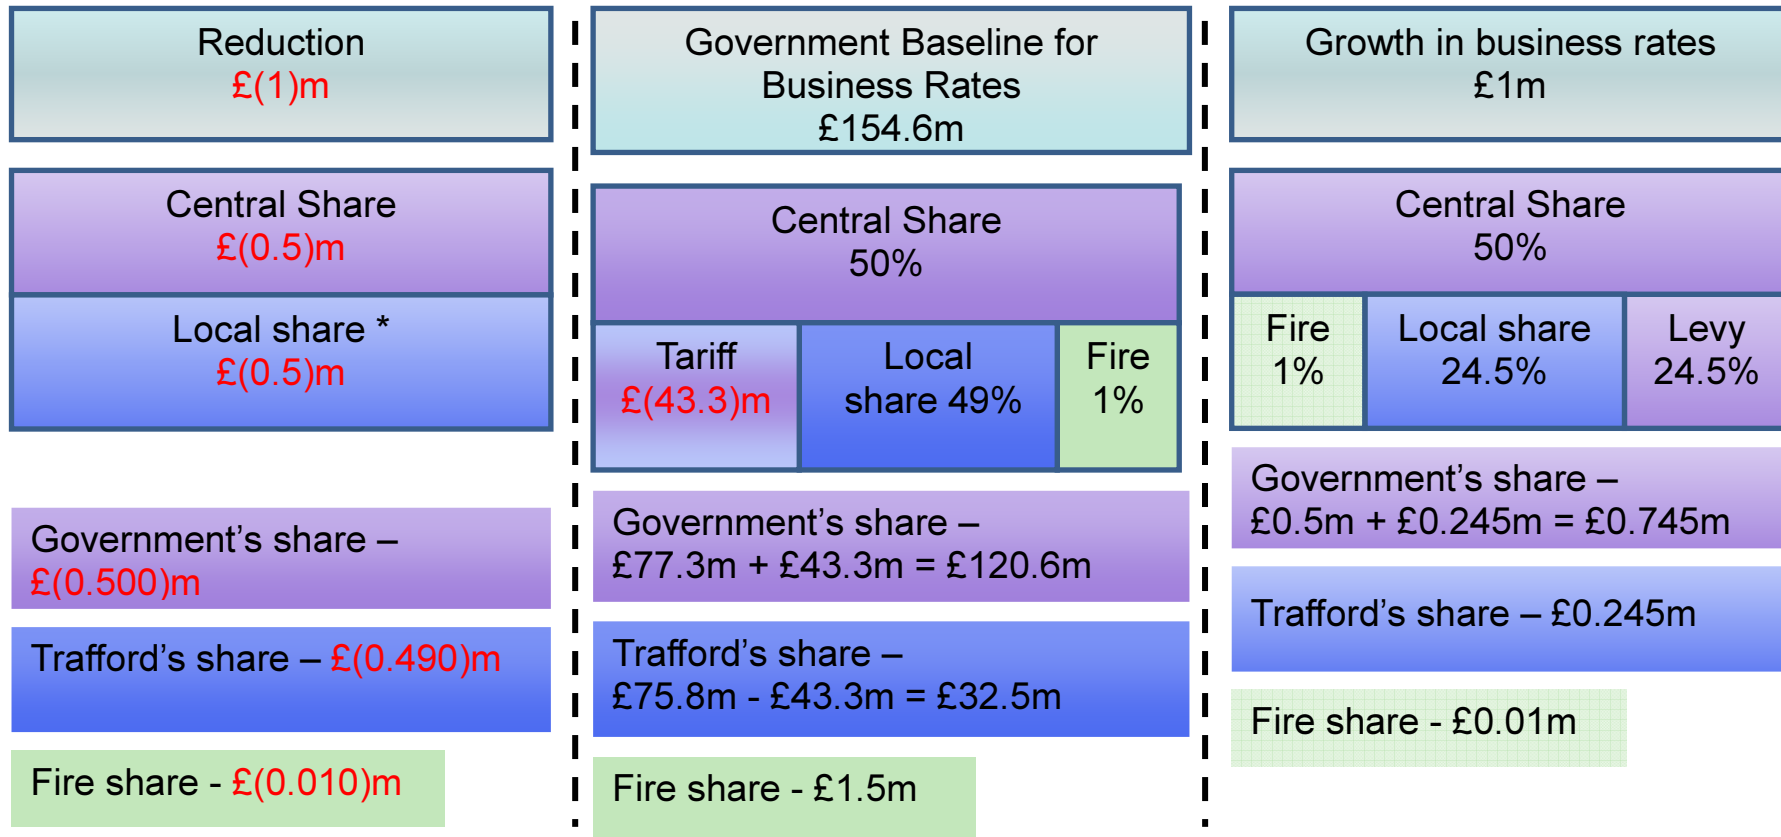 Reduction
£(1)m
Central Share
£(0.5)m
Local share *
£(0.5)m
Government’s share –
£(0.500)m
Trafford’s share – £(0.490)m
Fire share - £(0.010)m
Government Baseline for
Business Rates
£154.6m
Central Share
50%
Tariff
£(43.3)m
Local
share 49%
Fire
1%
Government’s share –
£77.3m + £43.3m = £120.6m
Trafford’s share –
£75.8m - £43.3m = £32.5m
Fire share - £1.5m
Growth in business rates
£1m
Central Share
50%
Fire
1%
Local share
24.5%
Levy
24.5%
Government’s share –
£0.5m + £0.245m = £0.745m
Trafford’s share – £0.245m
Fire share - £0.01m